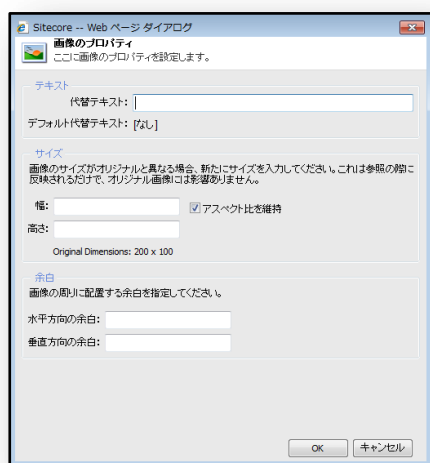 Sitecore -- Web ページ ダイアログ
画像のプロパティ
ここに画像のプロパティを設定します。
テキスト
代替テキスト:
デフォルト代替テキスト: [なし]
サイズ
画像のサイズがオリジナルと異なる場合、新たにサイズを入力してください。これは参照の際に
反映されるだけで、オリジナル画像には影響ありません。
幅: アスペクト比を維持
高さ:
Original Dimensions: 200 x 100
余白
画像の周りに配置する余白を指定してください。
水平方向の余白:
垂直方向の余白:
OK キャンセル